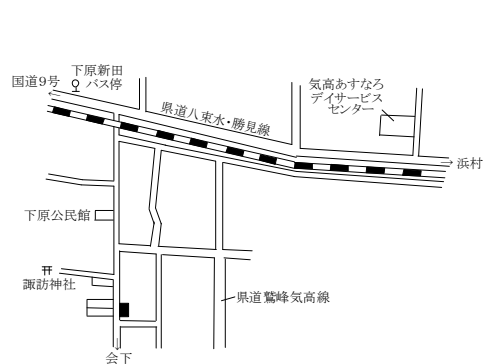 下原新田
バス停
国道9号
県道八束水・勝見線
気高あすなろ
デイサービス
センター
浜村
下原公民館
諏訪神社
県道鷲峰気高線
会下